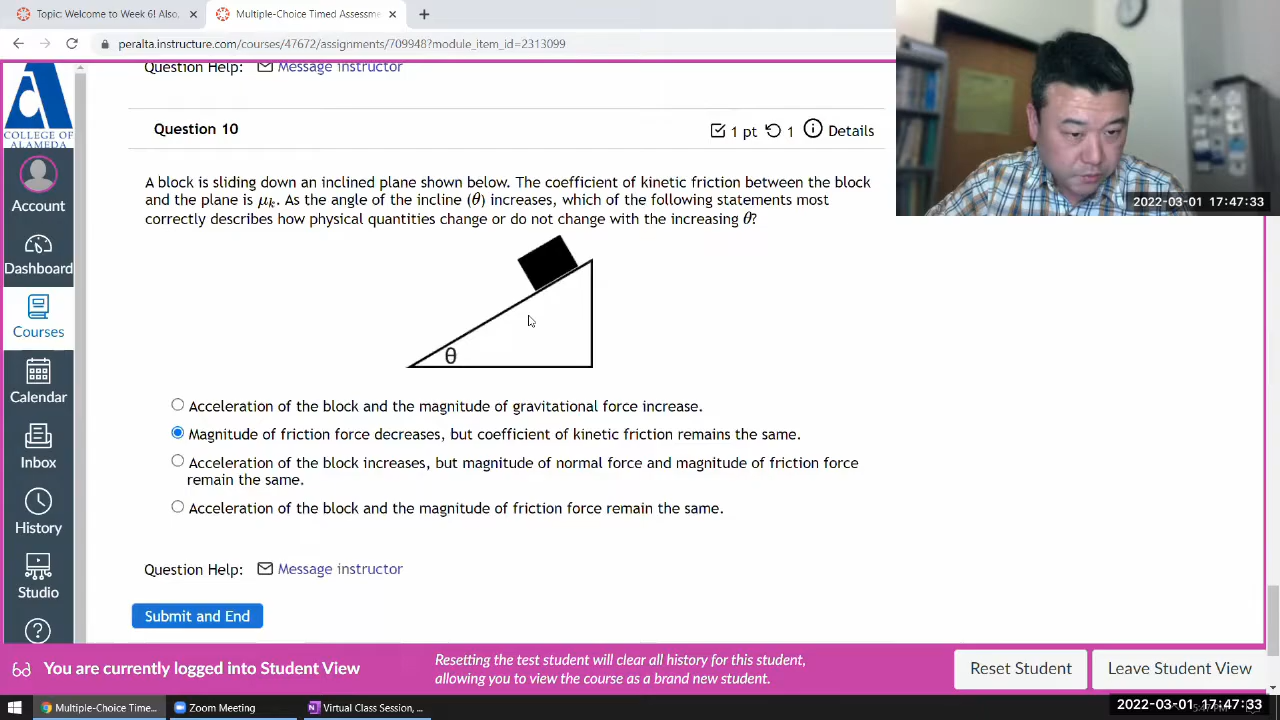 Topic: Welcome to Week 6! Also,
Multiple-Choice Timed Assessme
peralta.instructure.com/courses/47672/assignments/709948?module_item_id=2313099
COLLEGE OF
ALAMEDA
Account
Dashboard
Courses
Calendar
Inbox
History
Studio
Question Help: Message instructor
Question 10
1 pt 1 Details
A block is sliding down an inclined plane shown below. The coefficient of kinetic friction between the block
and the plane is μk. As the angle of the incline (θ) increases, which of the following statements most
correctly describes how physical quantities change or do not change with the increasing θ?
θ
Acceleration of the block and the magnitude of gravitational force increase.
Magnitude of friction force decreases, but coefficient of kinetic friction remains the same.
Acceleration of the block increases, but magnitude of normal force and magnitude of friction force
remain the same.
Acceleration of the block and the magnitude of friction force remain the same.
Question Help: Message instructor
Submit and End
2022-03-01 17:47:33
You are currently logged into Student View
Resetting the test student will clear all history for this student,
allowing you to view the course as a brand new student.
Reset Student
Leave Student View
Multiple-Choice Time...
Zoom Meeting
Virtual Class Session, ...
2022-03-01 17:47:33